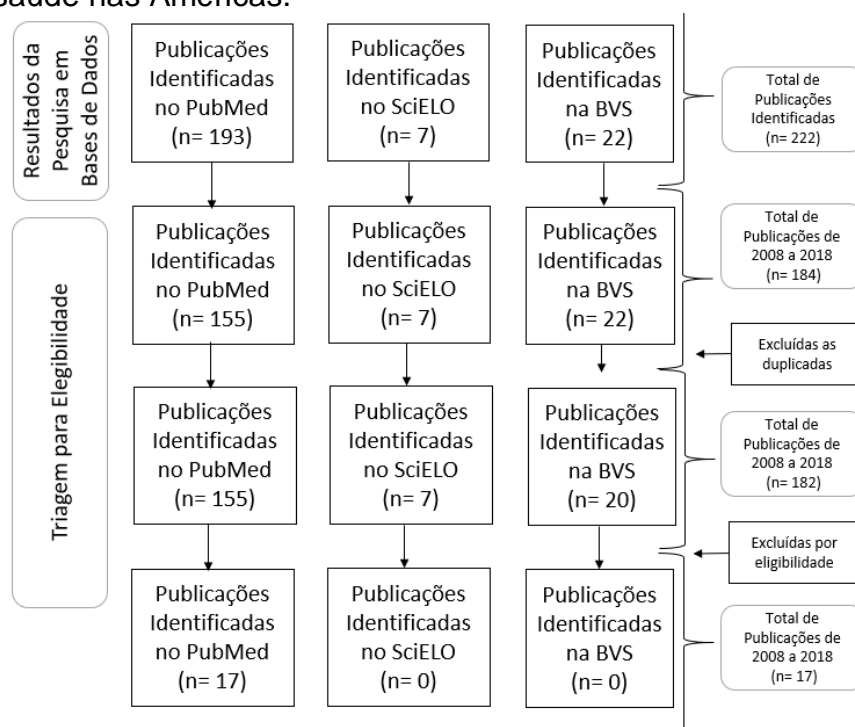 saúde nas Américas.
Resultados da
Pesquisa em
Bases de Dados
Publicações
Identificadas
no PubMed
(n= 193)
Publicações
Identificadas
no SciELO
(n= 7)
Publicações
Identificadas
na BVS
(n= 22)
Total de
Publicações
Identificadas
(n= 222)
Triagem para Elegibilidade
Publicações
Identificadas
no PubMed
(n= 155)
Publicações
Identificadas
no SciELO
(n= 7)
Publicações
Identificadas
na BVS
(n= 22)
Total de
Publicações de
2008 a 2018
(n= 184)
Excluídas as
duplicadas
Publicações
Identificadas
no PubMed
(n= 155)
Publicações
Identificadas
no SciELO
(n= 7)
Publicações
Identificadas
na BVS
(n= 20)
Total de
Publicações de
2008 a 2018
(n= 182)
Excluídas por
eligibilidade
Publicações
Identificadas
no PubMed
(n= 17)
Publicações
Identificadas
no SciELO
(n= 0)
Publicações
Identificadas
na BVS
(n= 0)
Total de
Publicações de
2008 a 2018
(n= 17)